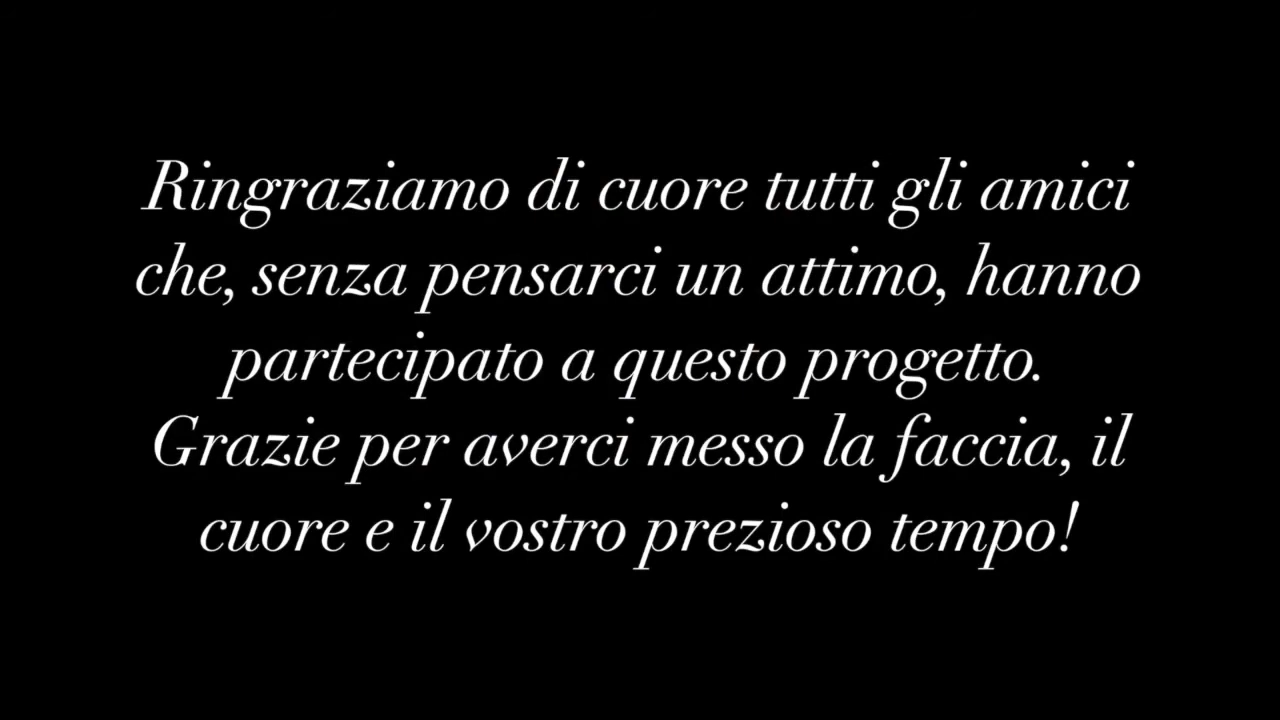 Ringraziamo di cuore tutti gli amici
che, senza pensarci un attimo, hanno
partecipato a questo progetto.
Grazie per averci messo la faccia, il
cuore e il vostro prezioso tempo!